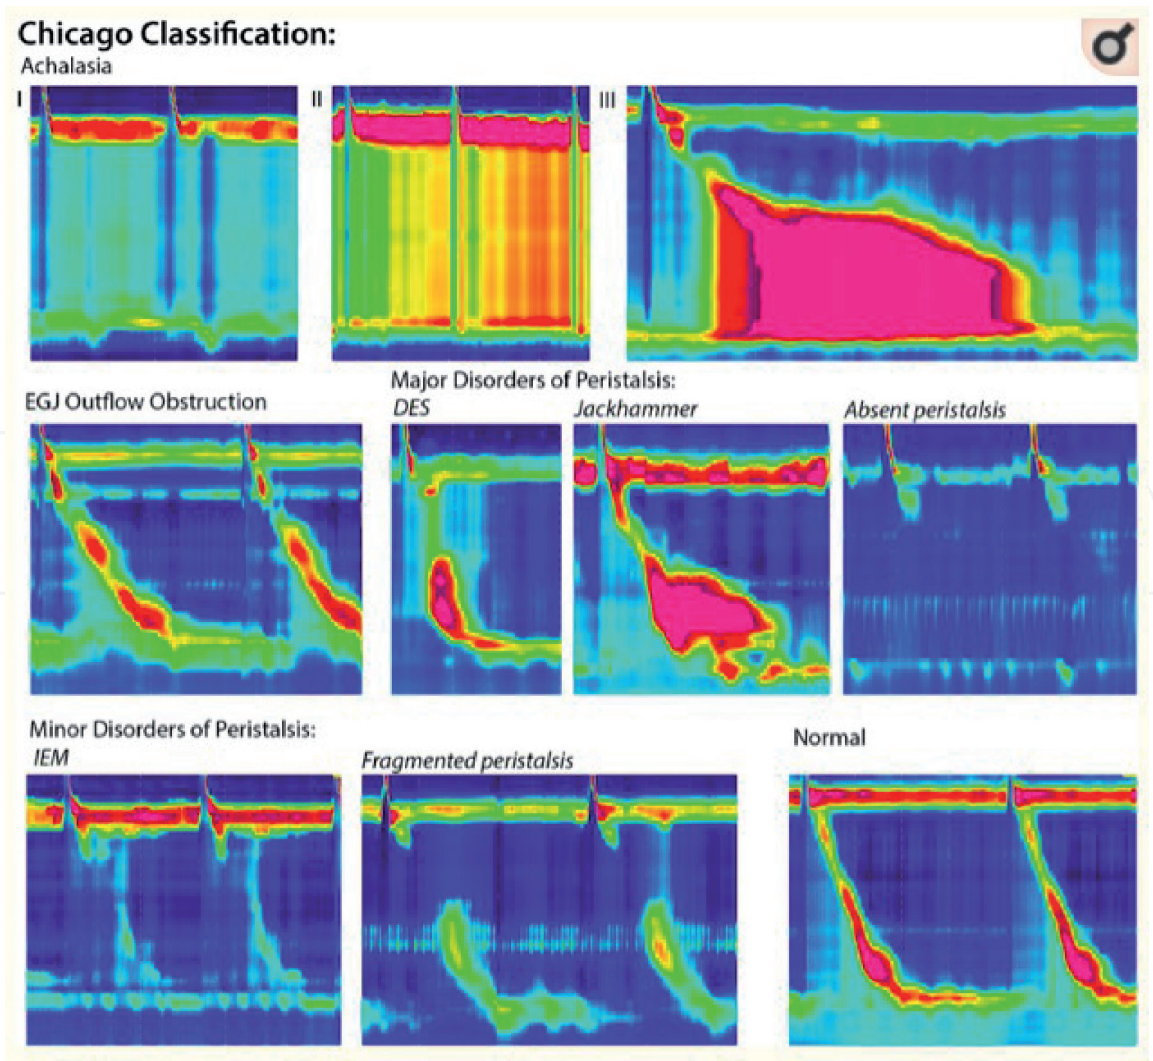 Chicago Classification:
Achalasia
I
II
III
EGJ Outflow Obstruction
Major Disorders of Peristalsis:
DES
Jackhammer
Absent peristalsis
Minor Disorders of Peristalsis:
IEM
Fragmented peristalsis
Normal